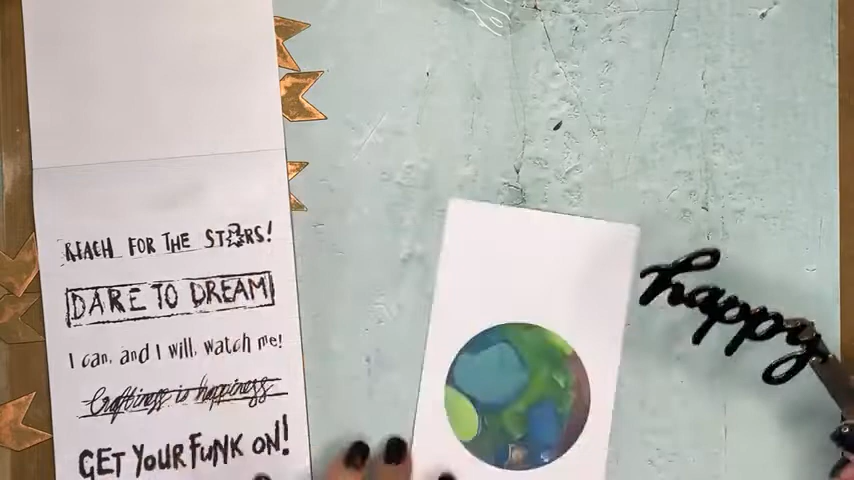 REACH FOR THE STARS!
DARE TO DREAM
I can, and I will, watch me!
Craftiness is happiness
GET YOUR FUNK ON!
happy